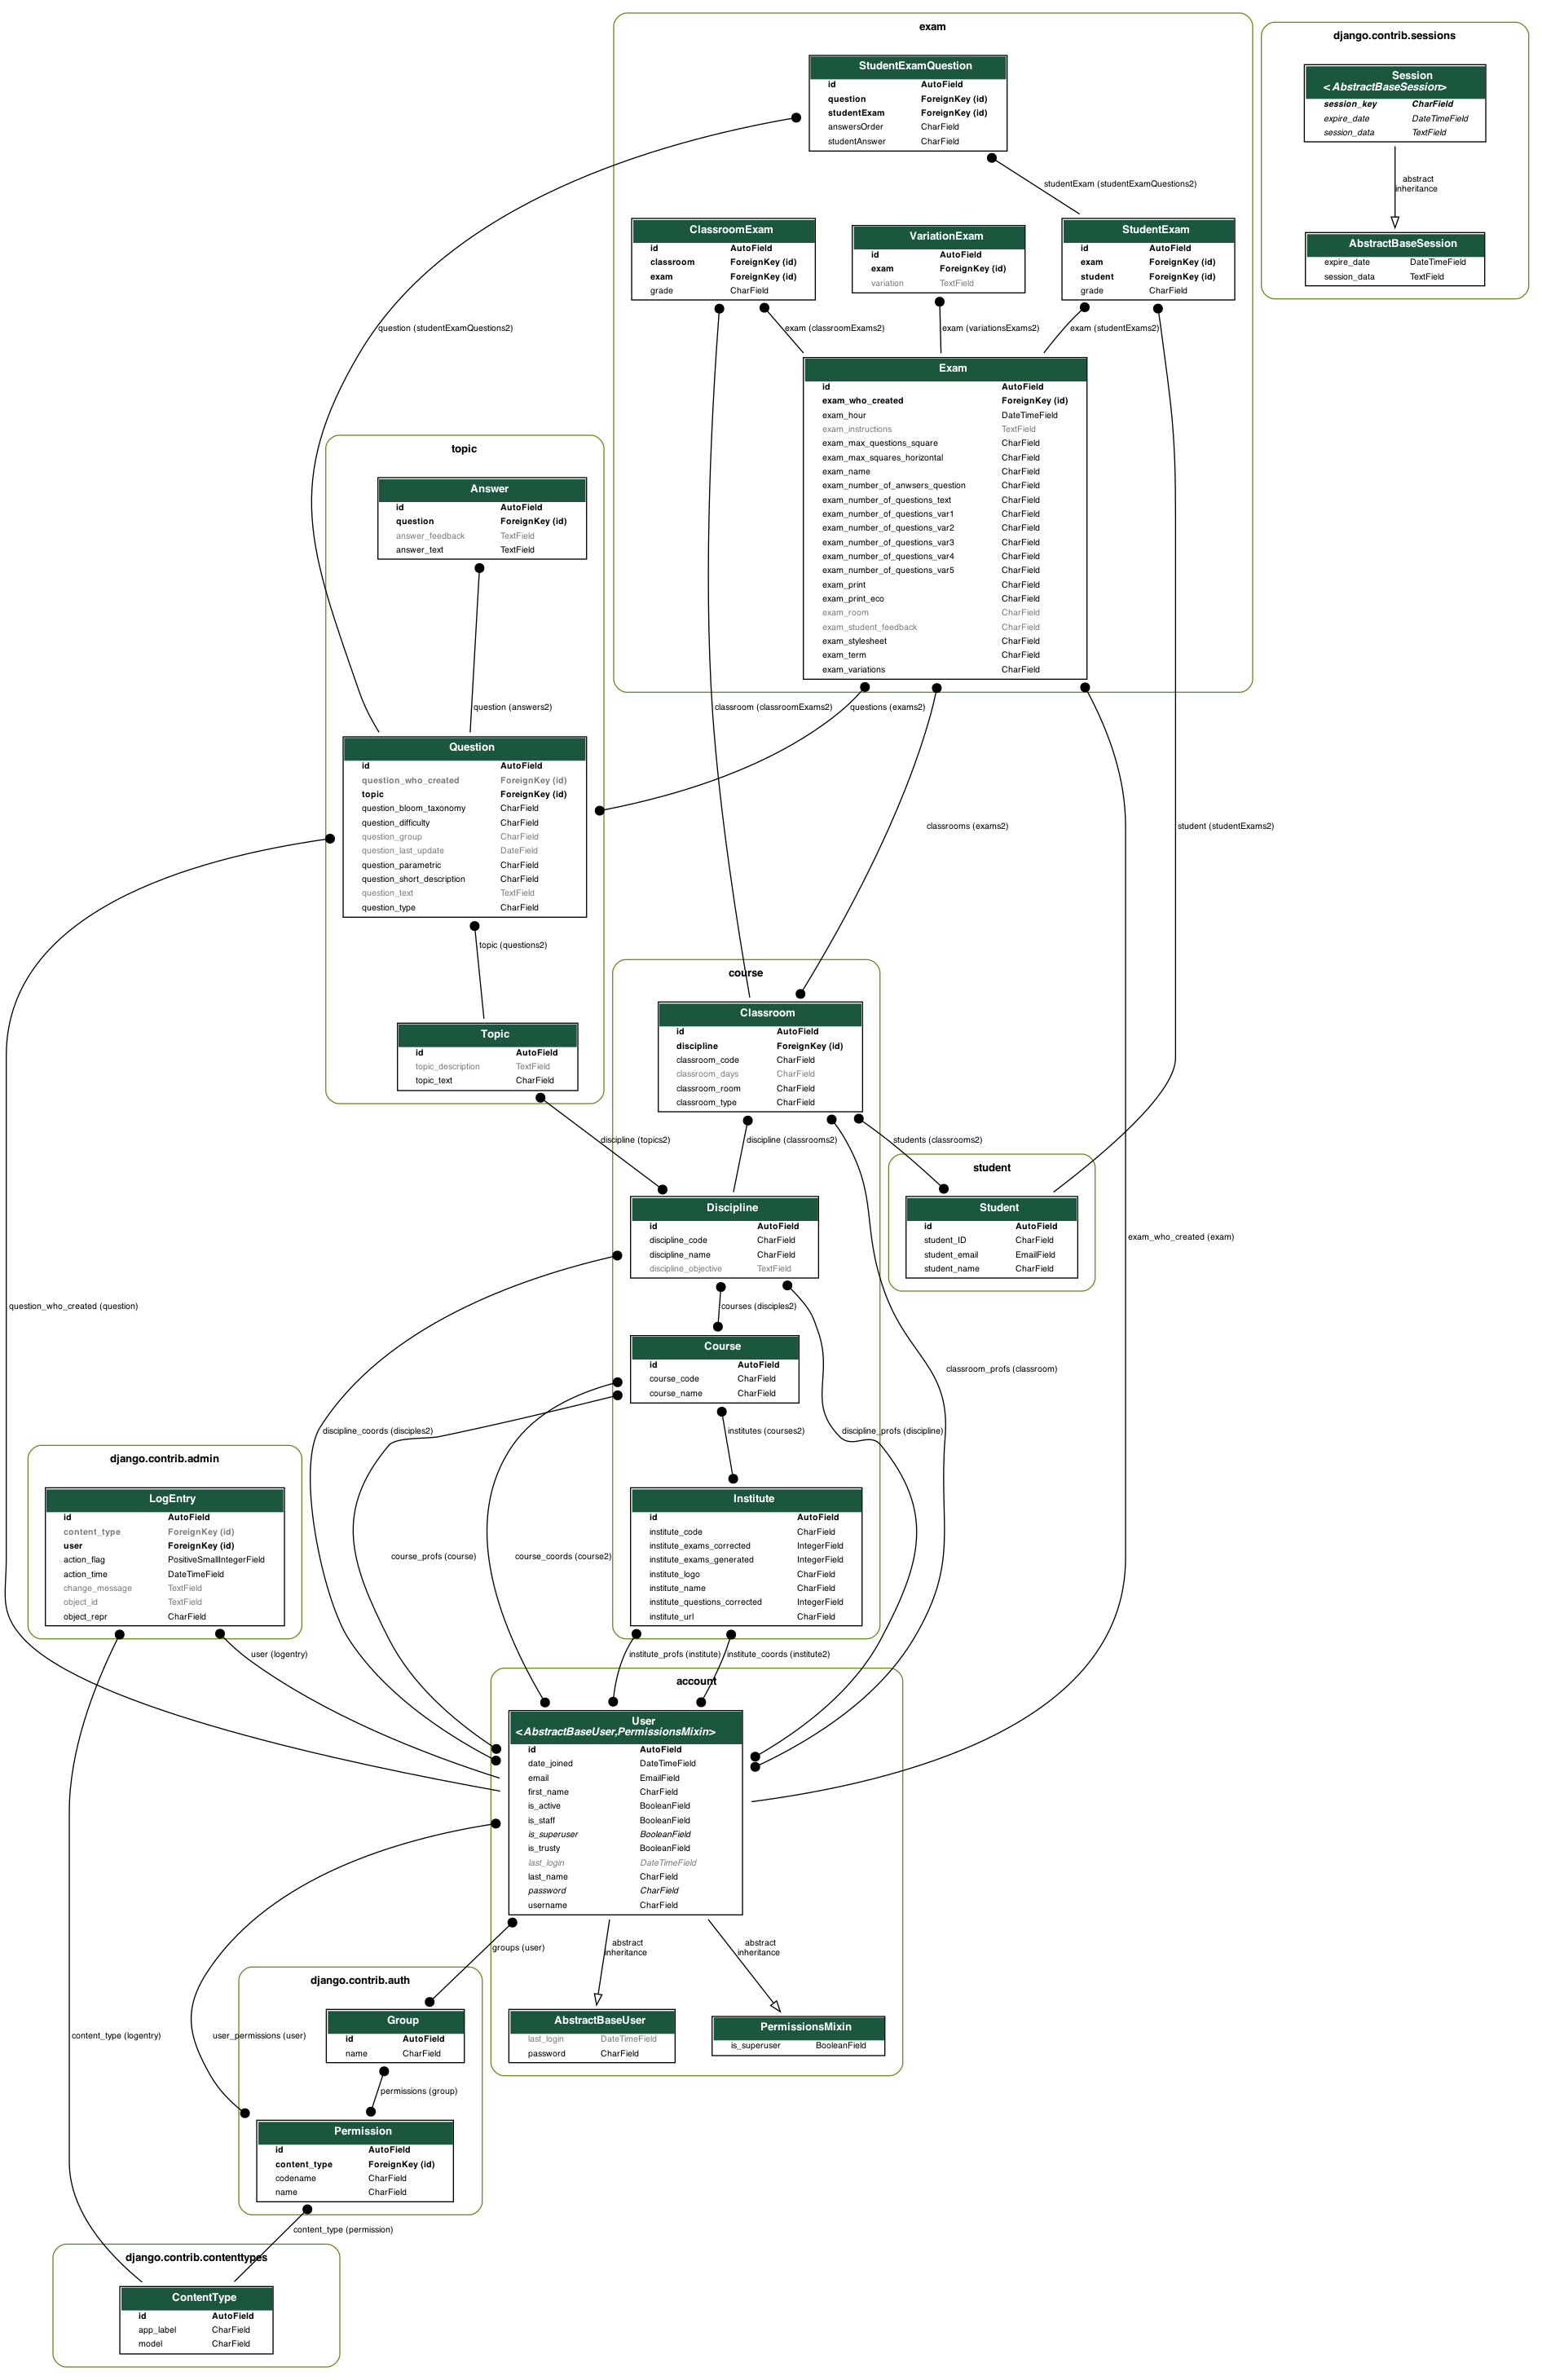 exam
StudentExamQuestion
id AutoField
question ForeignKey (id)
studentExam ForeignKey (id)
answersOrder CharField
studentAnswer CharField
django.contrib.sessions
Session
<AbstractBaseSession>
session_key CharField
expire_date DateTimeField
session_data TextField
abstract
inheritance
AbstractBaseSession
expire_date DateTimeField
session_data TextField
studentExam (studentExamQuestions2)
ClassroomExam
id AutoField
classroom ForeignKey (id)
exam ForeignKey (id)
grade CharField
VariationExam
id AutoField
exam ForeignKey (id)
variation TextField
StudentExam
id AutoField
exam ForeignKey (id)
student ForeignKey (id)
grade CharField
question (studentExamQuestions2)
exam (classroomExams2)
exam (variationsExams2)
exam (studentExams2)
Exam
id AutoField
exam_who_created ForeignKey (id)
exam_hour DateTimeField
exam_instructions TextField
exam_max_questions_square CharField
exam_max_squares_horizontal CharField
exam_name CharField
exam_number_of_anwsers_question CharField
exam_number_of_questions_text CharField
exam_number_of_questions_var1 CharField
exam_number_of_questions_var2 CharField
exam_number_of_questions_var3 CharField
exam_number_of_questions_var4 CharField
exam_number_of_questions_var5 CharField
exam_print CharField
exam_print_eco CharField
exam_room CharField
exam_student_feedback CharField
exam_stylesheet CharField
exam_term CharField
exam_variations CharField
topic
Answer
id AutoField
question ForeignKey (id)
answer_feedback TextField
answer_text TextField
question (answers2)
classroom (classroomExams2)
questions (exams2)
Question
id AutoField
question_who_created ForeignKey (id)
topic ForeignKey (id)
question_bloom_taxonomy CharField
question_difficulty CharField
question_group CharField
question_last_update DateField
question_parametric CharField
question_short_description CharField
question_text TextField
question_type CharField
classrooms (exams2)
student (studentExams2)
topic (questions2)
Topic
id AutoField
topic_description TextField
topic_text CharField
course
Classroom
id AutoField
discipline ForeignKey (id)
classroom_code CharField
classroom_days CharField
classroom_room CharField
classroom_type CharField
discipline (topics2)
discipline (classrooms2)
students (classrooms2)
student
Student
id AutoField
student_ID CharField
student_email EmailField
student_name CharField
Discipline
id AutoField
discipline_code CharField
discipline_name CharField
discipline_objective TextField
exam_who_created (exam)
question_who_created (question)
courses (disciples2)
Course
id AutoField
course_code CharField
course_name CharField
classroom_profs (classroom)
discipline_coords (disciples2)
institutes (courses2)
discipline_profs (discipline)
django.contrib.admin
LogEntry
id AutoField
content_type ForeignKey (id)
user ForeignKey (id)
action_flag PositiveSmallIntegerField
action_time DateTimeField
change_message TextField
object_id TextField
object_repr CharField
course_profs (course)
course_coords (course2)
Institute
id AutoField
institute_code CharField
institute_exams_corrected IntegerField
institute_exams_generated IntegerField
institute_logo CharField
institute_name CharField
institute_questions_corrected IntegerField
institute_url CharField
user (logentry)
institute_profs (institute)
institute_coords (institute2)
account
User
<AbstractBaseUser,PermissionsMixin>
id AutoField
date_joined DateTimeField
email EmailField
first_name CharField
is_active BooleanField
is_staff BooleanField
is_superuser BooleanField
is_trusty BooleanField
last_login DateTimeField
last_name CharField
password CharField
username CharField
groups (user)
abstract
inheritance
abstract
inheritance
AbstractBaseUser
last_login DateTimeField
password CharField
PermissionsMixin
is_superuser BooleanField
django.contrib.auth
Group
id AutoField
name CharField
content_type (logentry)
user_permissions (user)
permissions (group)
Permission
id AutoField
content_type ForeignKey (id)
codename CharField
name CharField
content_type (permission)
django.contrib.contenttypes
ContentType
id AutoField
app_label CharField
model CharField